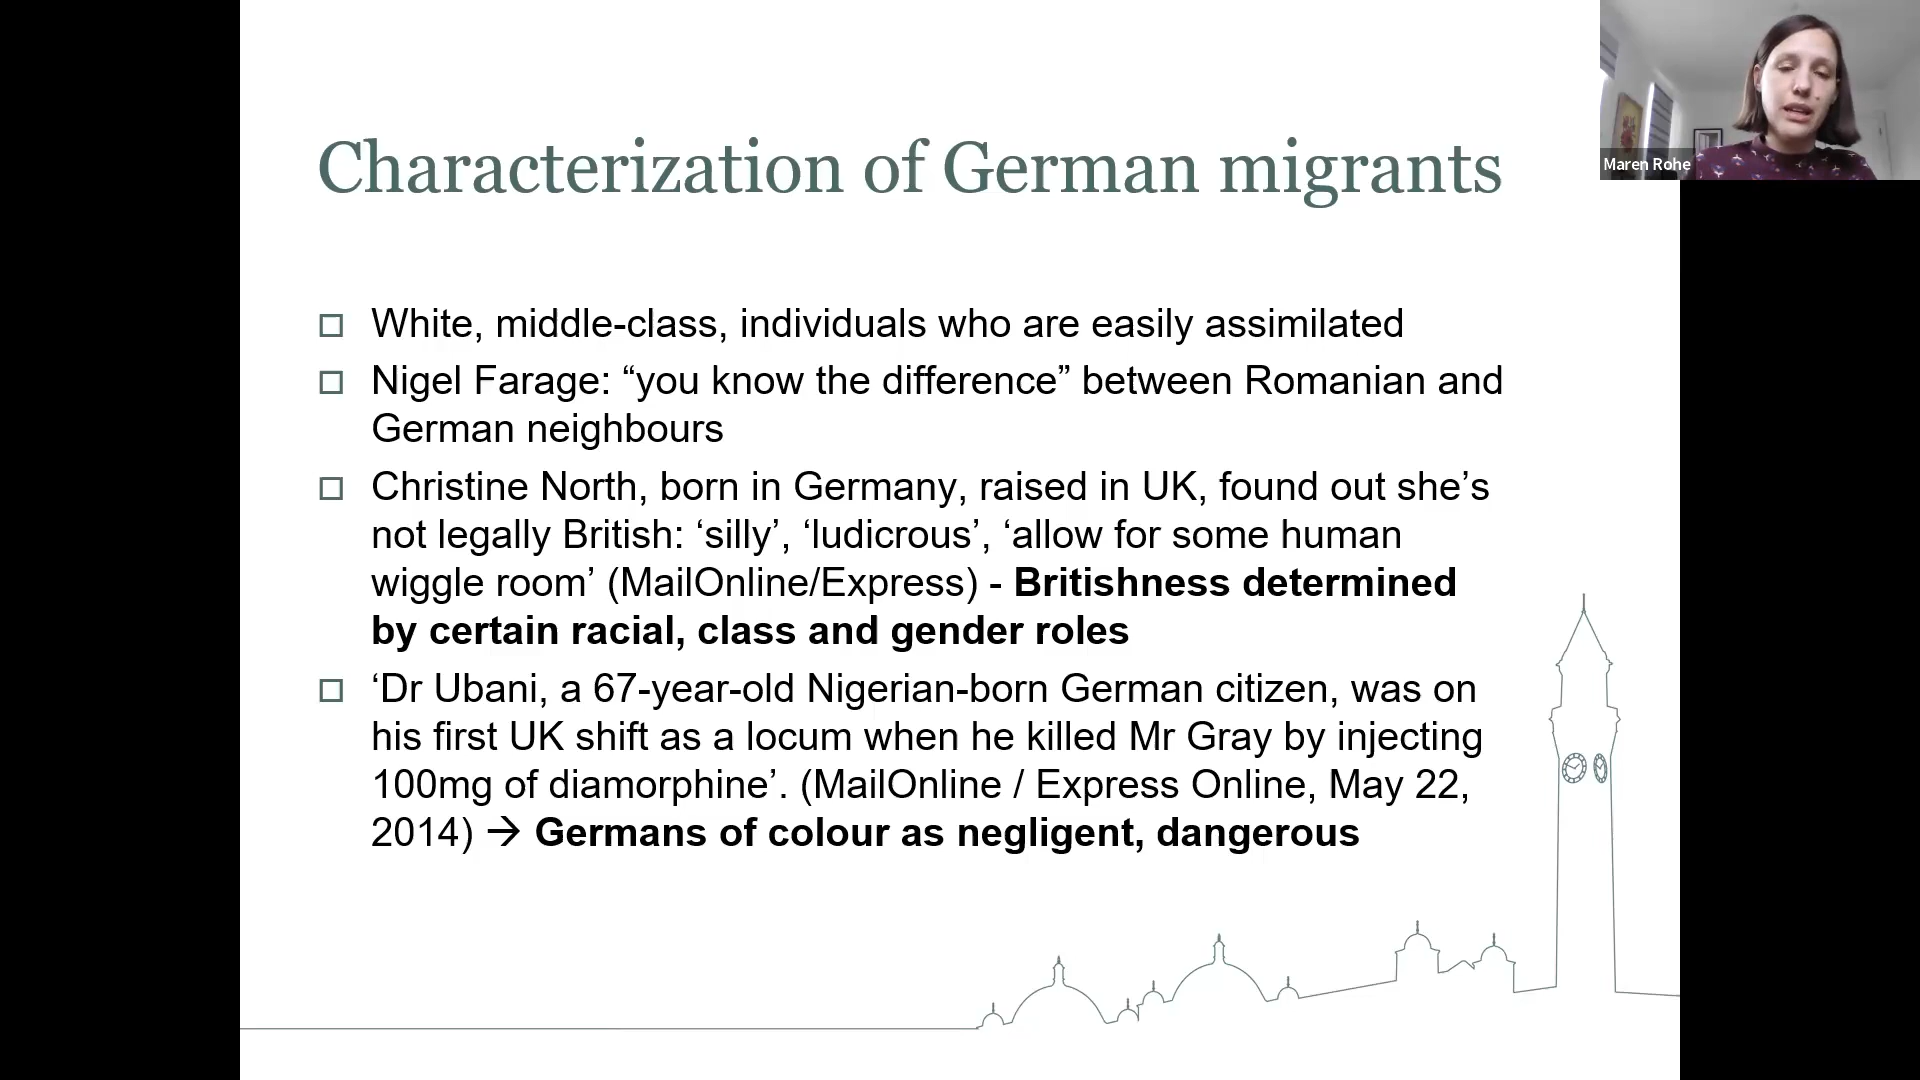 Characterization of German migrants
Maren Rohe
White, middle-class, individuals who are easily assimilated
Nigel Farage: “you know the difference” between Romanian and
German neighbours
Christine North, born in Germany, raised in UK, found out she’s
not legally British: ‘silly’, ‘ludicrous’, ‘allow for some human
wiggle room’ (MailOnline/Express) - Britishness determined
by certain racial, class and gender roles
‘Dr Ubani, a 67-year-old Nigerian-born German citizen, was on
his first UK shift as a locum when he killed Mr Gray by injecting
100mg of diamorphine’. (MailOnline / Express Online, May 22,
2014) → Germans of colour as negligent, dangerous